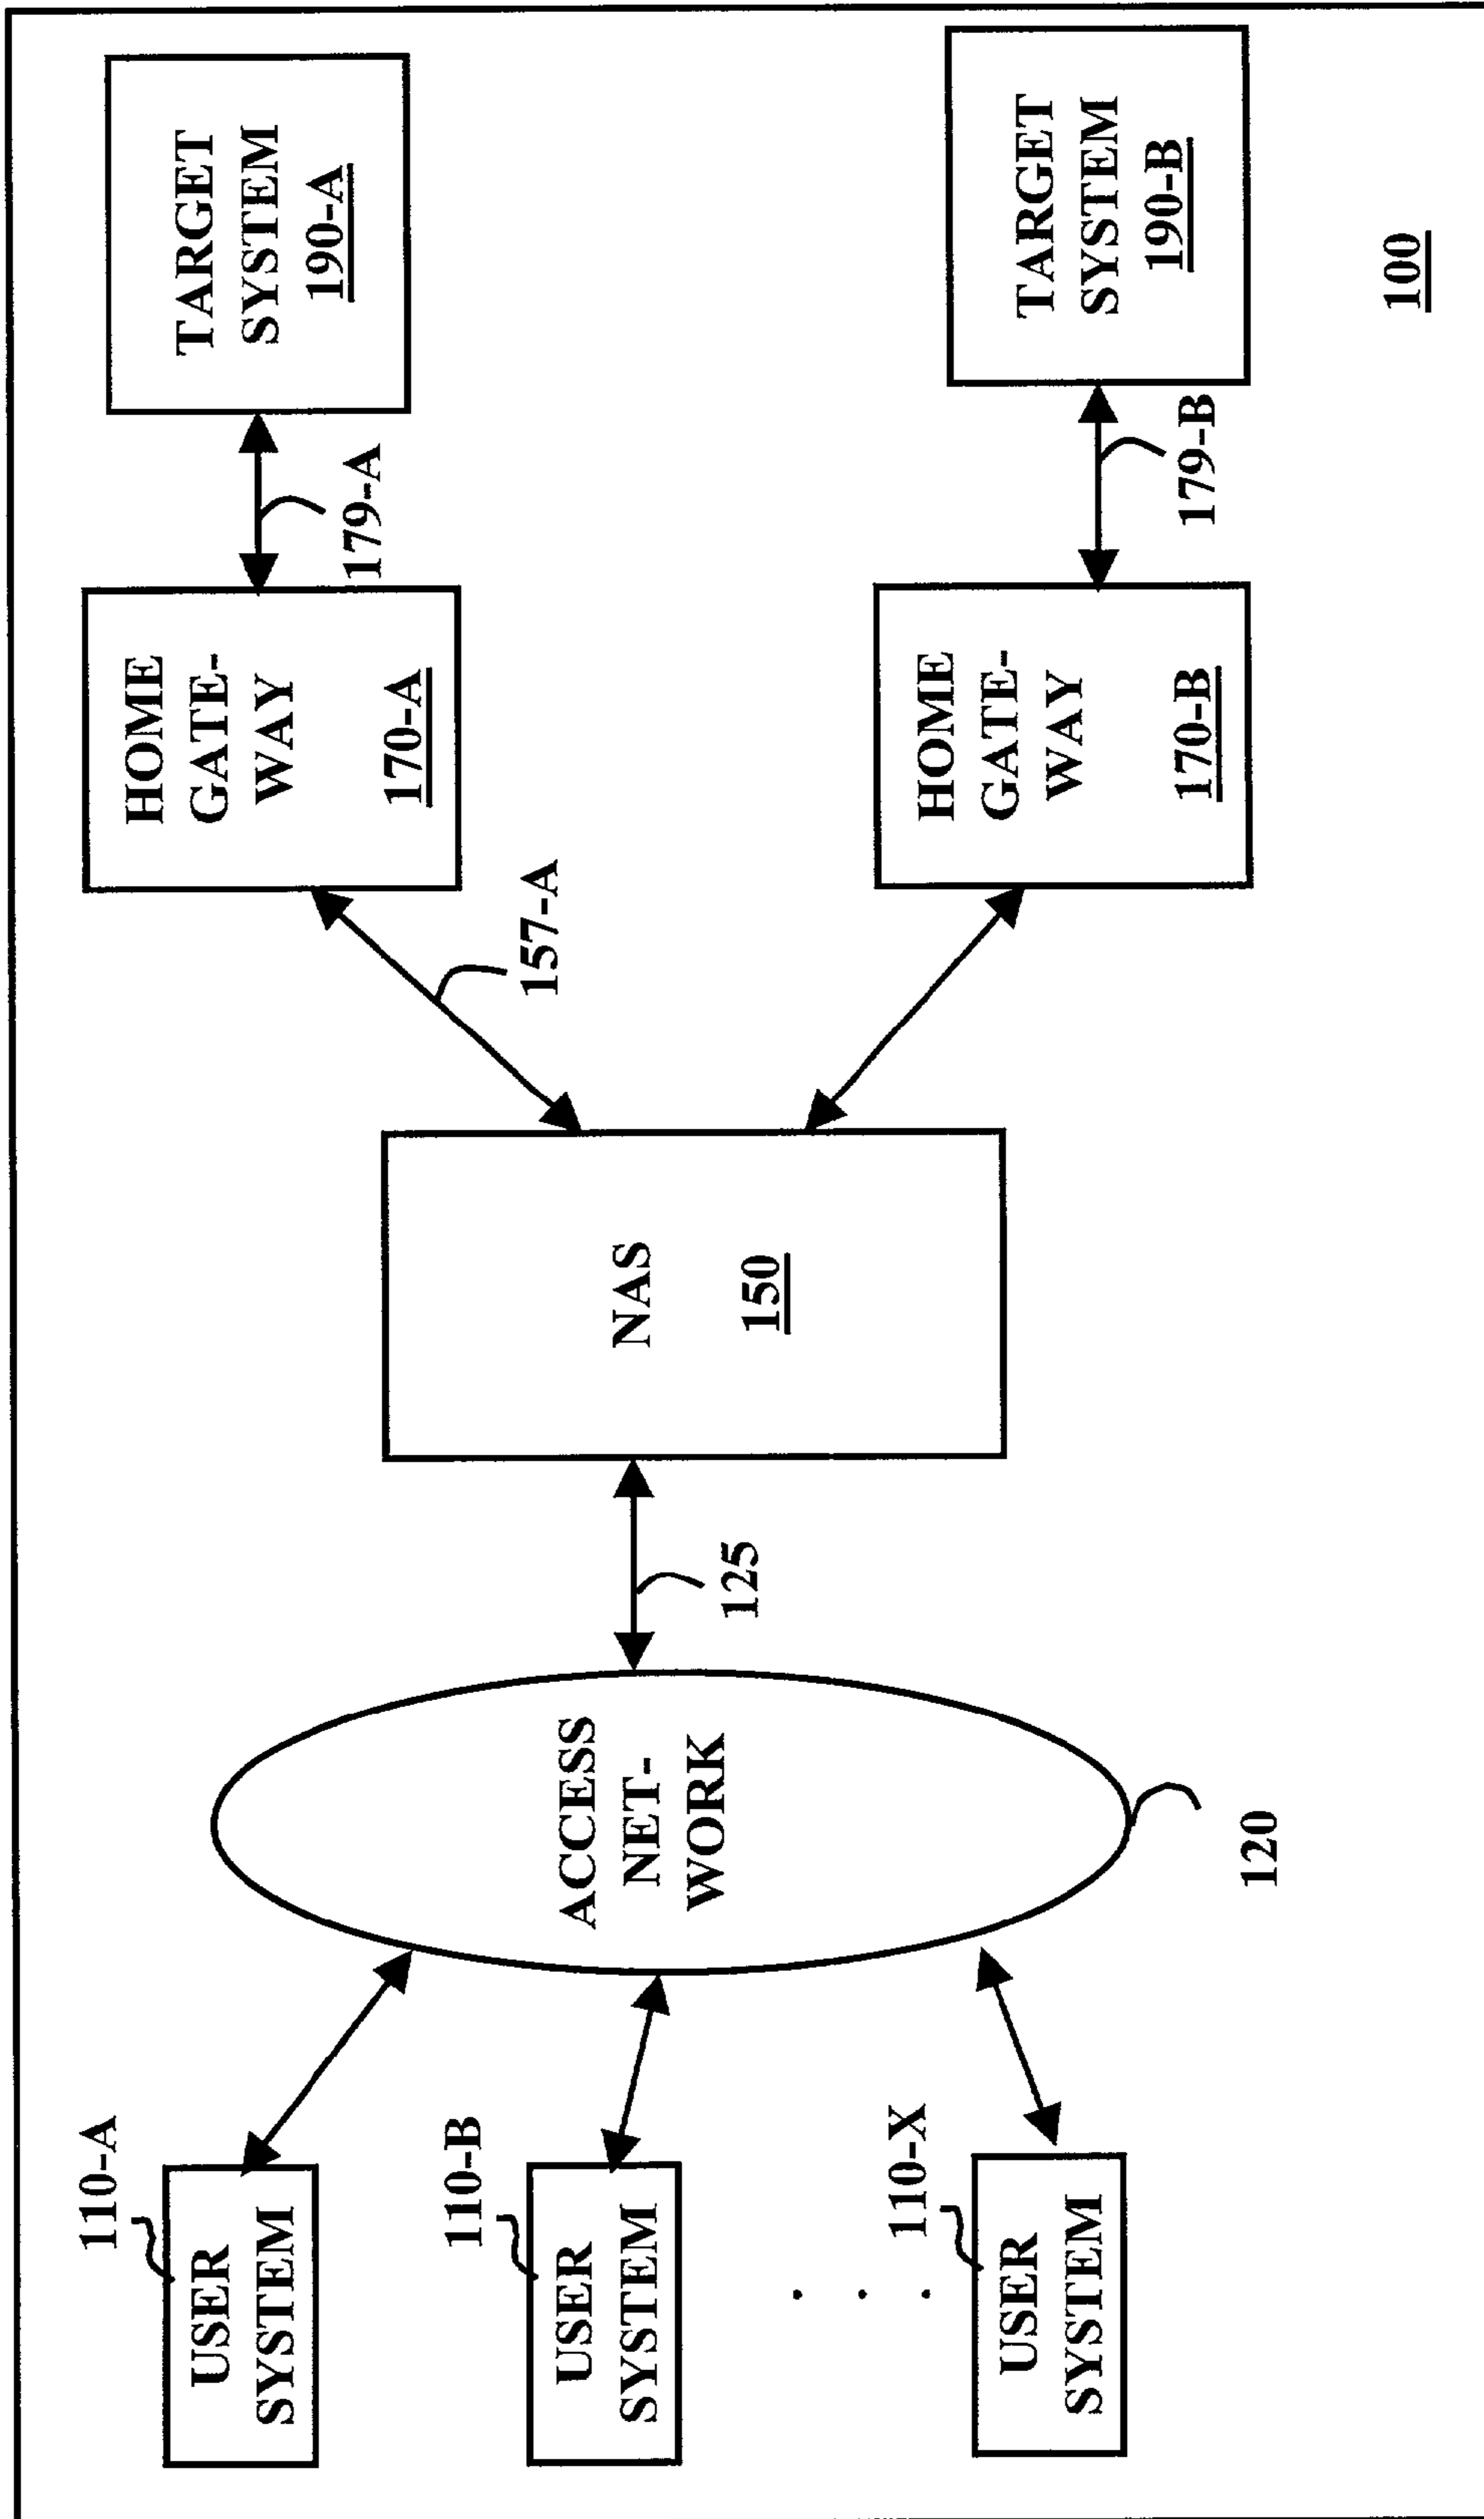 110-A
USER
SYSTEM
110-B
USER
SYSTEM
. . .
110-X
USER
SYSTEM
ACCESS
NET-
WORK
120
125
NAS
150
157-A
HOME
GATE-
WAY
170-A
HOME
GATE-
WAY
170-B
179-A
179-B
TARGET
SYSTEM
190-A
TARGET
SYSTEM
190-B
100